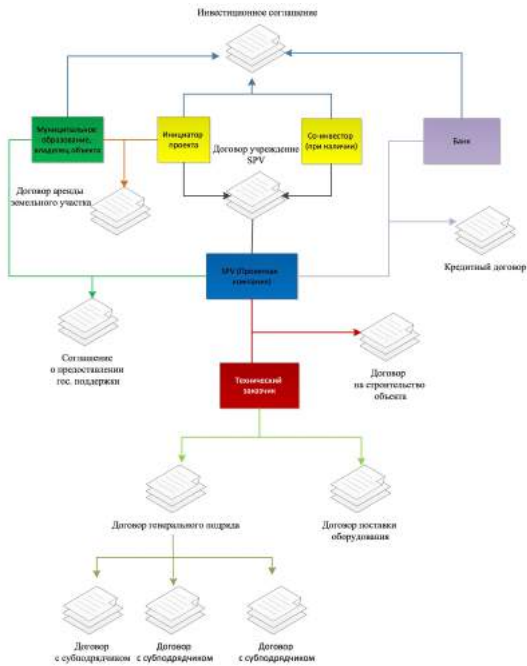 Инвестиционное соглашение
Муниципальное
образование,
владелец объекта
Инициатор
проекта
Со-инвестор
(при наличии)
Банк
Договор учреждение
SPV
Договор аренды
земельного участка
Кредитный договор
SPV (Проектная
компания)
Соглашение
о предоставлении
гос. поддержки
Договор
на строительство
объекта
Технический
заказчик
Договор генерального подряда
Договор поставки
оборудования
Договор
с субподрядчиком
Договор
с субподрядчиком
Договор
с субподрядчиком